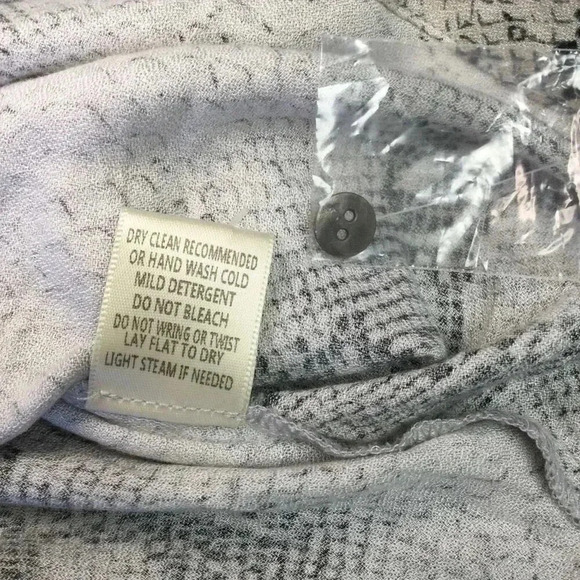 DRY CLEAN RECOMMENDED
OR HAND WASH COLD
MILD DETERGENT
DO NOT BLEACH
DO NOT WRING OR TWIST
LAY FLAT TO DRY
LIGHT STEAM IF NEEDED